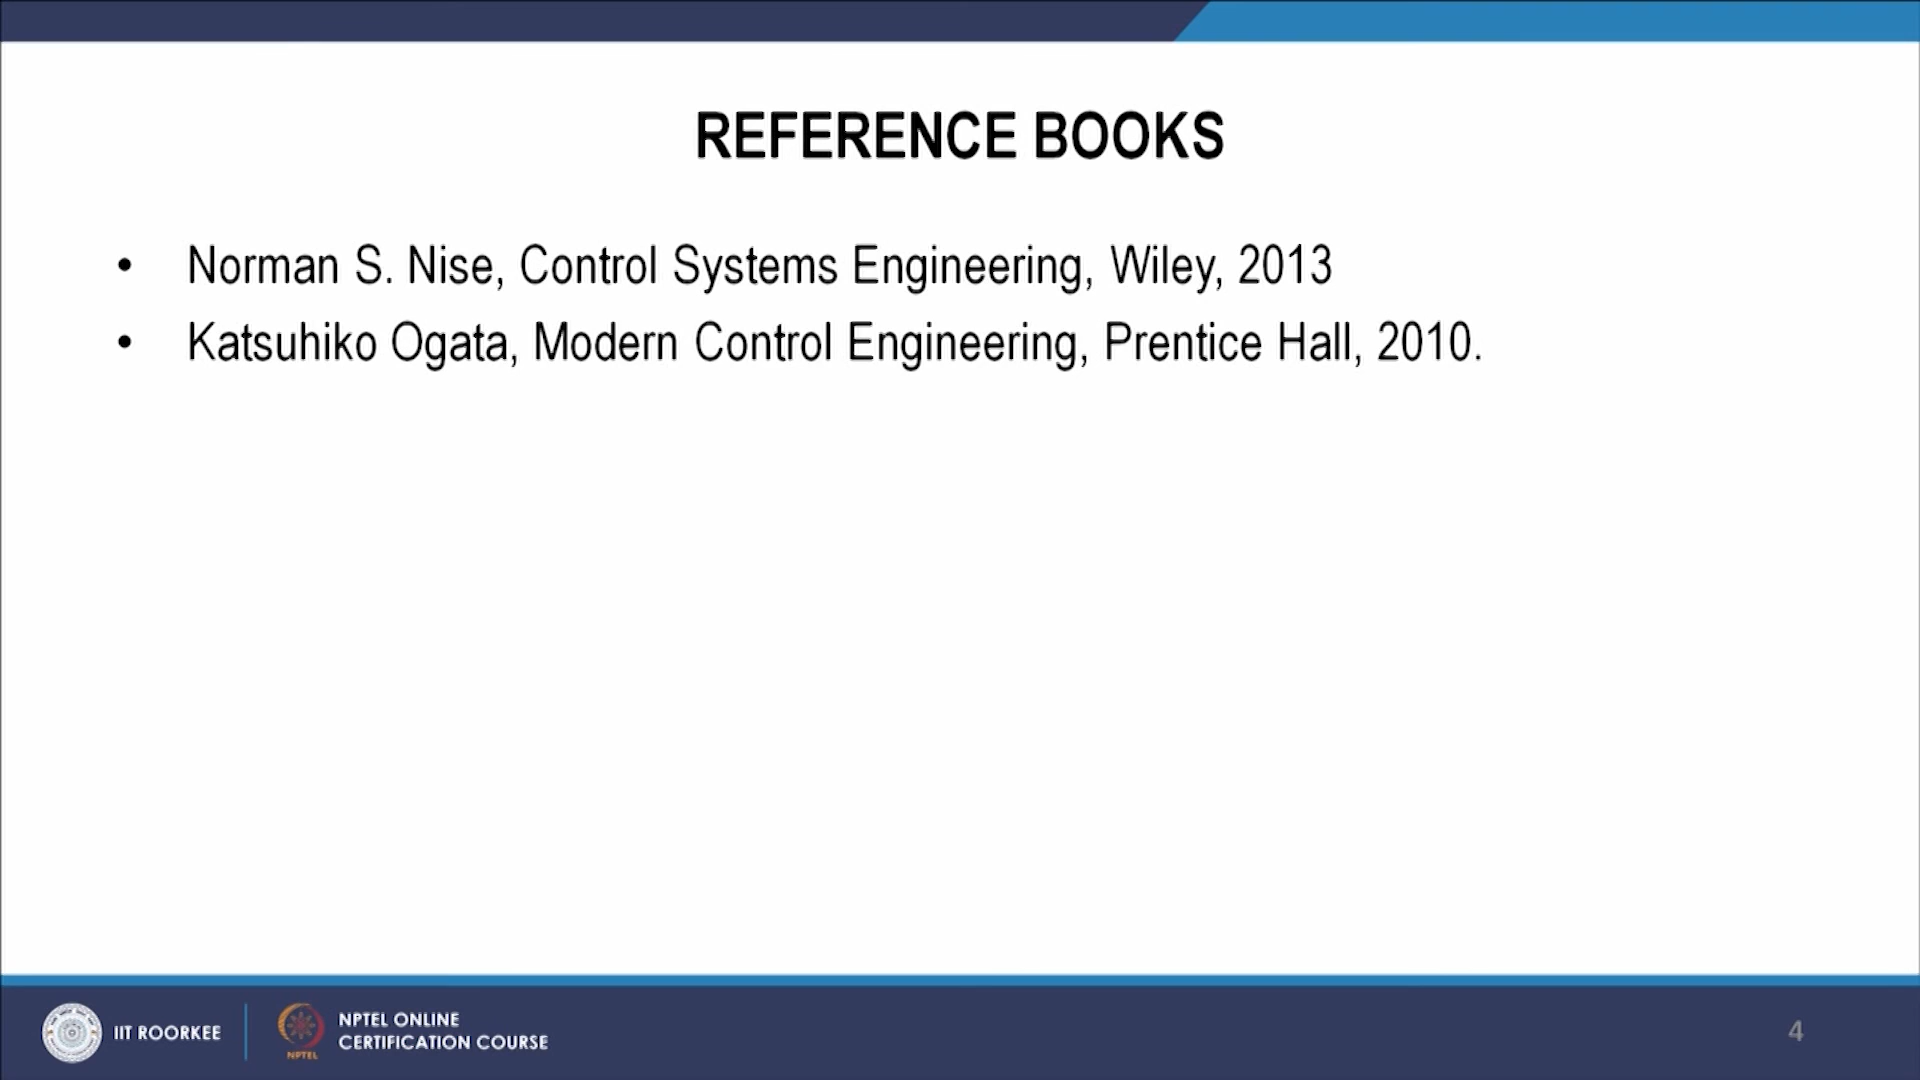 REFERENCE BOOKS
• Norman S. Nise, Control Systems Engineering, Wiley, 2013
• Katsuhiko Ogata, Modern Control Engineering, Prentice Hall, 2010.
IIT ROORKEE
NPTEL
NPTEL ONLINE
CERTIFICATION COURSE
4